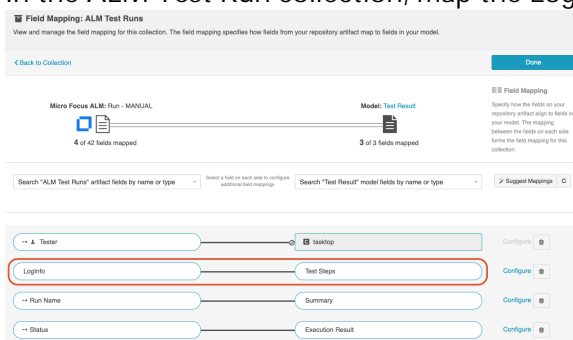 In the ALM Test Run collection, map the Log
Field Mapping: ALM Test Runs
View and manage the field mapping for this collection. The field mapping specifies how fields from your repository artifact map to fields in your model.
Back to Collection
Done
Field Mapping
Specify how the fields on your
repository artifact align to fields in
your model. The mapping
between the fields on each side
forms the field mapping for this
collection.
Micro Focus ALM: Run - MANUAL
Model: Test Result
4 of 42 fields mapped
3 of 3 fields mapped
Search "ALM Test Runs" artifact fields by name or type
Select a field on each side to configure
additional field mappings
Search "Test Result" model fields by name or type
Suggest Mappings
Tester
tasktop
Configure
LogInfo
Test Steps
Configure
Run Name
Summary
Configure
Status
Execution Result
Configure